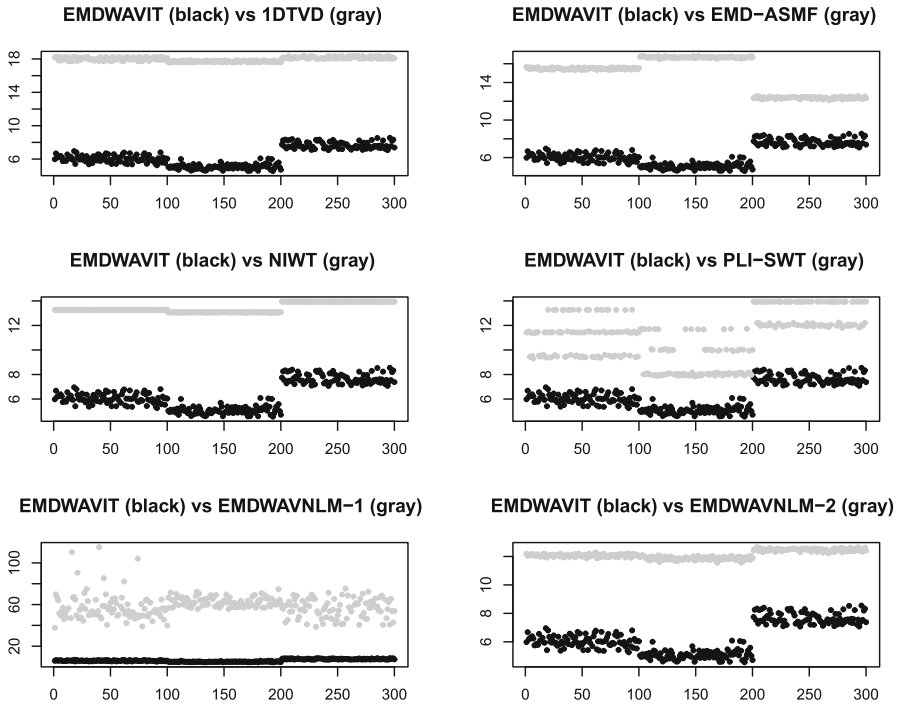 EMDWAVIT (black) vs 1DTVD (gray)
18
14
10
6
0 50 100 150 200 250 300
EMDWAVIT (black) vs EMD−ASMF (gray)
14
10
6
0 50 100 150 200 250 300
EMDWAVIT (black) vs NIWT (gray)
12
8
6
0 50 100 150 200 250 300
EMDWAVIT (black) vs PLI−SWT (gray)
12
8
6
0 50 100 150 200 250 300
EMDWAVIT (black) vs EMDWAVNLM−1 (gray)
100
60
20
0 50 100 150 200 250 300
EMDWAVIT (black) vs EMDWAVNLM−2 (gray)
10
8
6
0 50 100 150 200 250 300